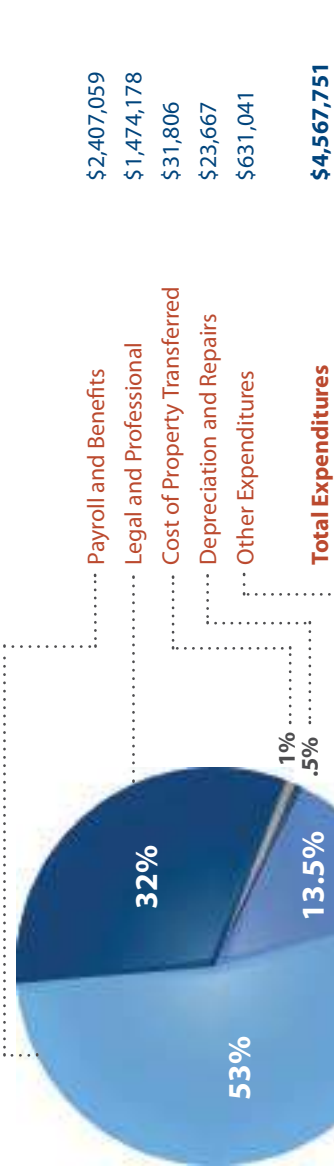 Payroll and Benefits $2,407,059
Legal and Professional $1,474,178
Cost of Property Transferred $31,806
Depreciation and Repairs $23,667
Other Expenditures $631,041
Total Expenditures $4,567,751
53%
32%
1%
.5%
13.5%